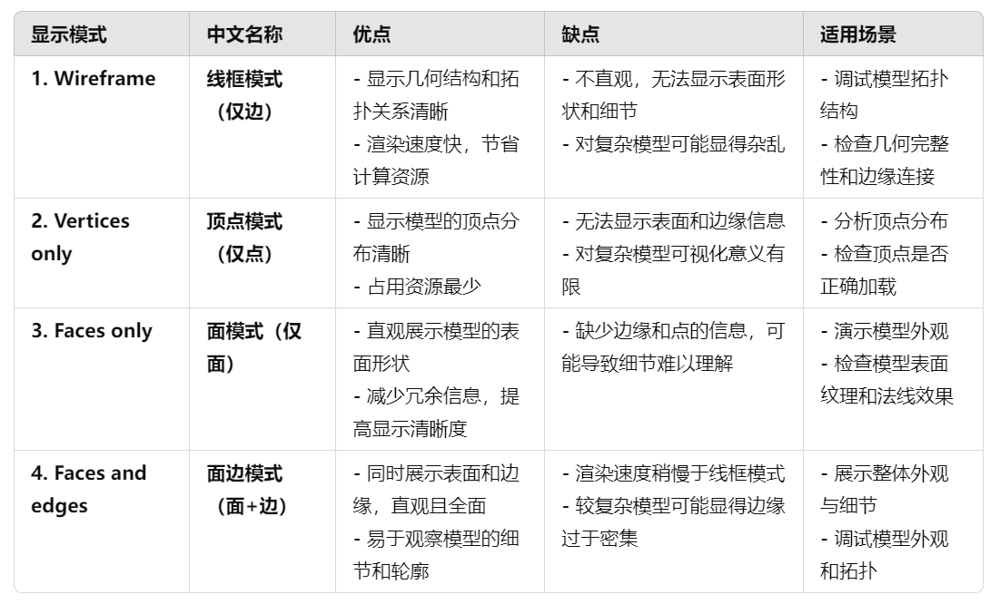 显示模式
中文名称
优点
缺点
适用场景
1. Wireframe
线框模式
（仅边）
- 显示几何结构和拓
扑关系清晰
- 渲染速度快，节省
计算资源
- 不直观，无法显示表面形
状和细节
- 对复杂模型可能显得杂乱
- 调试模型拓扑
结构
- 检查几何完整
性和边缘连接
2. Vertices
only
顶点模式
（仅点）
- 显示模型的顶点分
布清晰
- 占用资源最少
- 无法显示表面和边缘信息
- 对复杂模型可视化意义有
限
- 分析顶点分布
- 检查顶点是否
正确加载
3. Faces only
面模式（仅
面）
- 直观展示模型的表
面形状
- 减少冗余信息，提
高显示清晰度
- 缺少边缘和点的信息，可
能导致细节难以理解
- 演示模型外观
- 检查模型表面
纹理和法线效果
4. Faces and
edges
面边模式
（面+边）
- 同时展示表面和边
缘，直观且全面
- 易于观察模型的细
节和轮廓
- 渲染速度稍慢于线框模式
- 较复杂模型可能显得边缘
过于密集
- 展示整体外观
与细节
- 调试模型外观
和拓扑